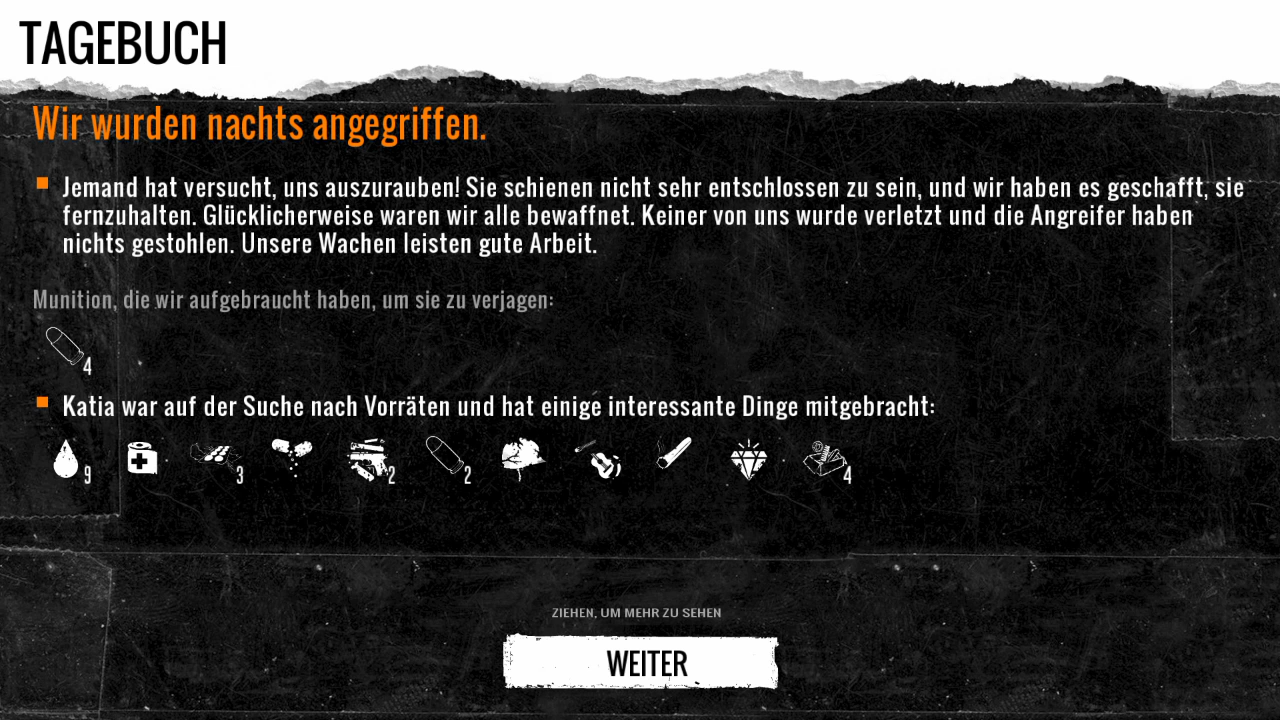 TAGEBUCH
Wir wurden nachts angegriffen.
Jemand hat versucht, uns auszurauben! Sie schienen nicht sehr entschlossen zu sein, und wir haben es geschafft, sie
fernzuhalten. Glücklicherweise waren wir alle bewaffnet. Keiner von uns wurde verletzt und die Angreifer haben
nichts gestohlen. Unsere Wachen leisten gute Arbeit.
Munition, die wir aufgebraucht haben, um sie zu verjagen:
4
Katia war auf der Suche nach Vorräten und hat einige interessante Dinge mitgebracht:
9 3 2 2 4
ZIEHEN, UM MEHR ZU SEHEN
WEITER